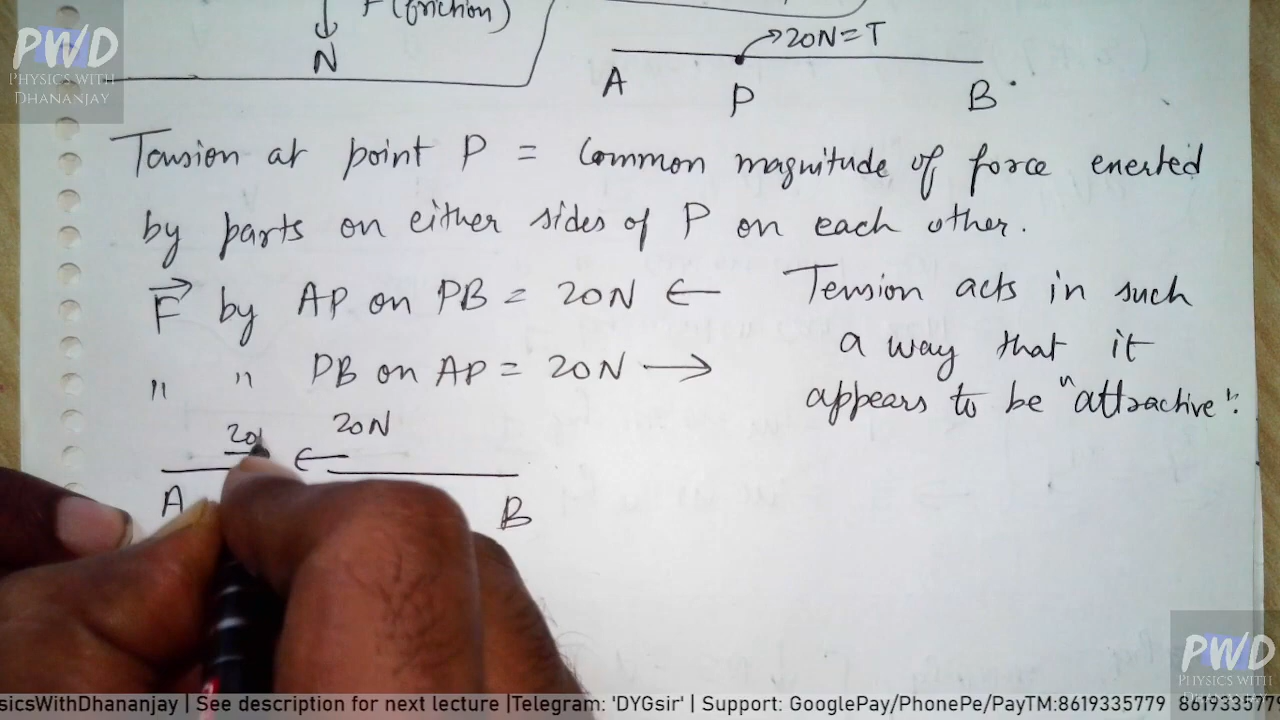 PWD
PHYSICS WITH
DHANANJAY
F (friction)
N
20N = T
A P B
Tension at point P = Common magnitude of force enerted
by parts on either sides of P on each other.
F by AP on PB = 20N ←
" " PB on AP = 20N →
Tension acts in such
a way that it
appears to be "attractive".
20N
A B
PWD
PHYSICS WITH
DHANANJAY
sicsWithDhananjay | See description for next lecture |Telegram: 'DYGsir' | Support: GooglePay/PhonePe/PayTM:8619335779 861933577